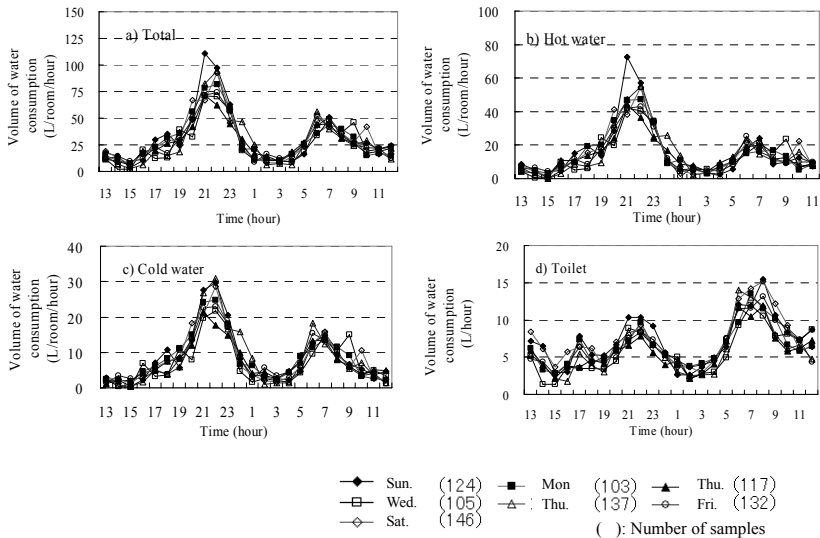 a) Total
Volume of water
consumption
(L/room/hour)
150
125
100
75
50
25
0
13 15 17 19 21 23 1 3 5 7 9 11
Time (hour)
b) Hot water
Volume of water
consumption
(L/room/hour)
100
80
60
40
20
0
13 15 17 19 21 23 1 3 5 7 9 11
Time(hour)
c) Cold water
Volume of water
consumption
(L/room/hour)
40
30
20
10
0
13 15 17 19 21 23 1 3 5 7 9 11
Time (hour)
d) Toilet
Volume of water
consumption
(L/hour)
20
15
10
5
0
13 15 17 19 21 23 1 3 5 7 9 11
Time (hour)
Sun. (124) Mon (103) Thu. (117)
Wed. (105) Thu. (137) Fri. (132)
Sat. (146)
( ): Number of samples